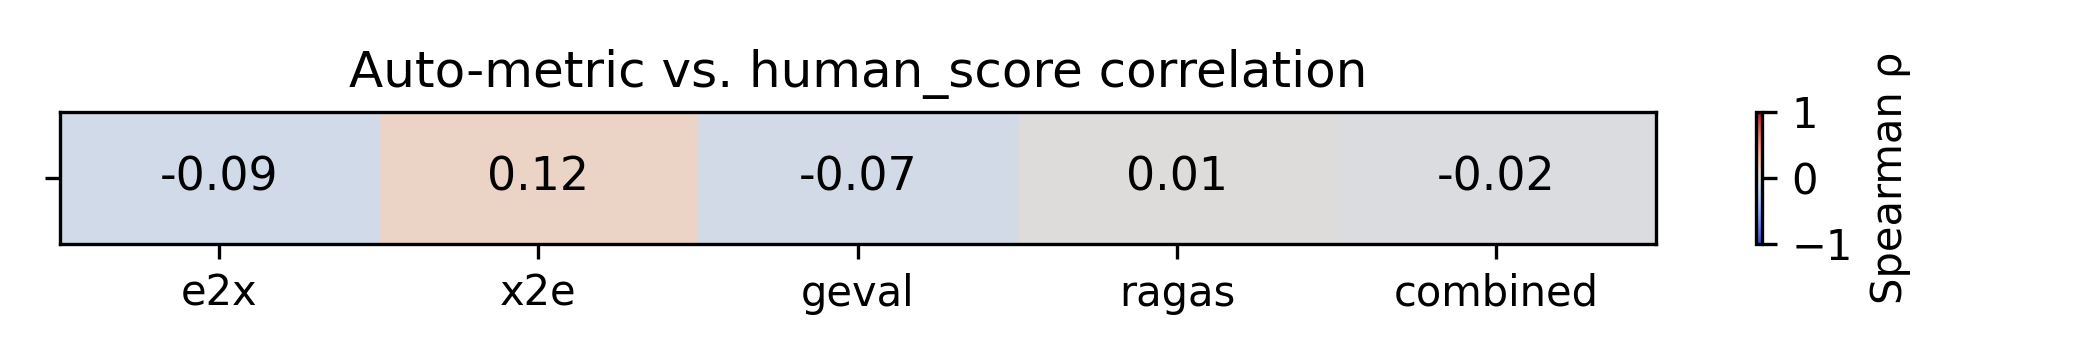 Auto-metric vs. human_score correlation
-0.09 0.12 -0.07 0.01 -0.02
e2x x2e geval ragas combined
1
0
−1
Spearman ρ